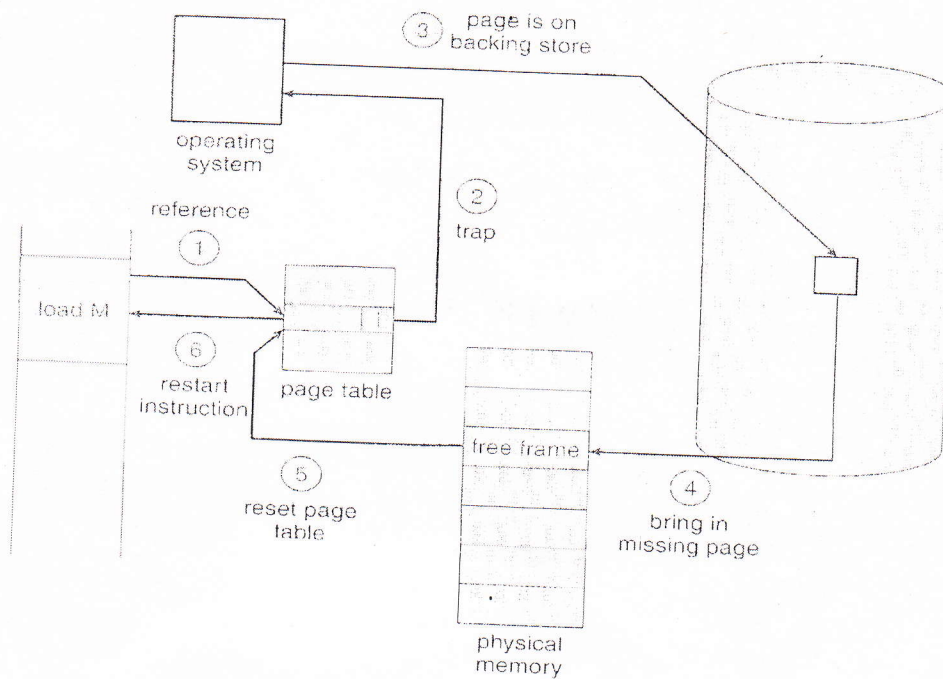 3
page is on
backing store
operating
system
reference
1
2
trap
load M
i
6
restart
instruction
page table
free frame
5
reset page
table
4
bring in
missing page
physical
memory